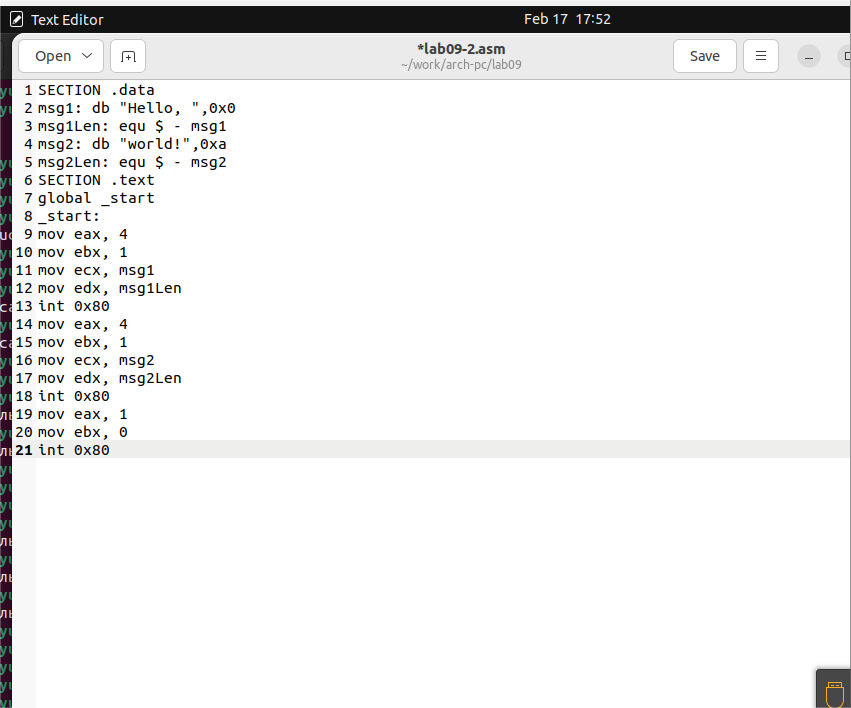 Text Editor
Feb 17 17:52
Open
*lab09-2.asm
~/work/arch-pc/lab09
Save
1 SECTION .data
2 msg1: db "Hello, ",0x0
3 msg1Len: equ $ - msg1
4 msg2: db "world!",0xa
5 msg2Len: equ $ - msg2
6 SECTION .text
7 global _start
8 _start:
9 mov eax, 4
10 mov ebx, 1
11 mov ecx, msg1
12 mov edx, msg1Len
13 int 0x80
14 mov eax, 4
15 mov ebx, 1
16 mov ecx, msg2
17 mov edx, msg2Len
18 int 0x80
19 mov eax, 1
20 mov ebx, 0
21 int 0x80